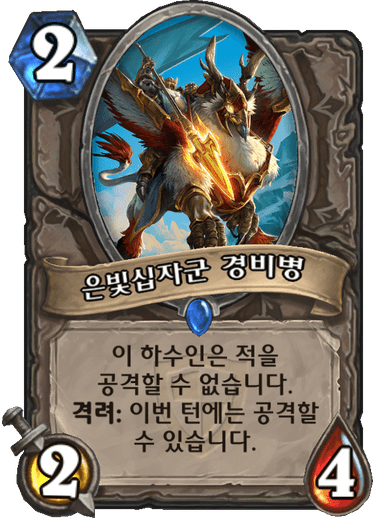 2
은빛십자군 경비병
이 하수인은 적을
공격할 수 없습니다.
격려: 이번 턴에는 공격할
수 있습니다.
2
4